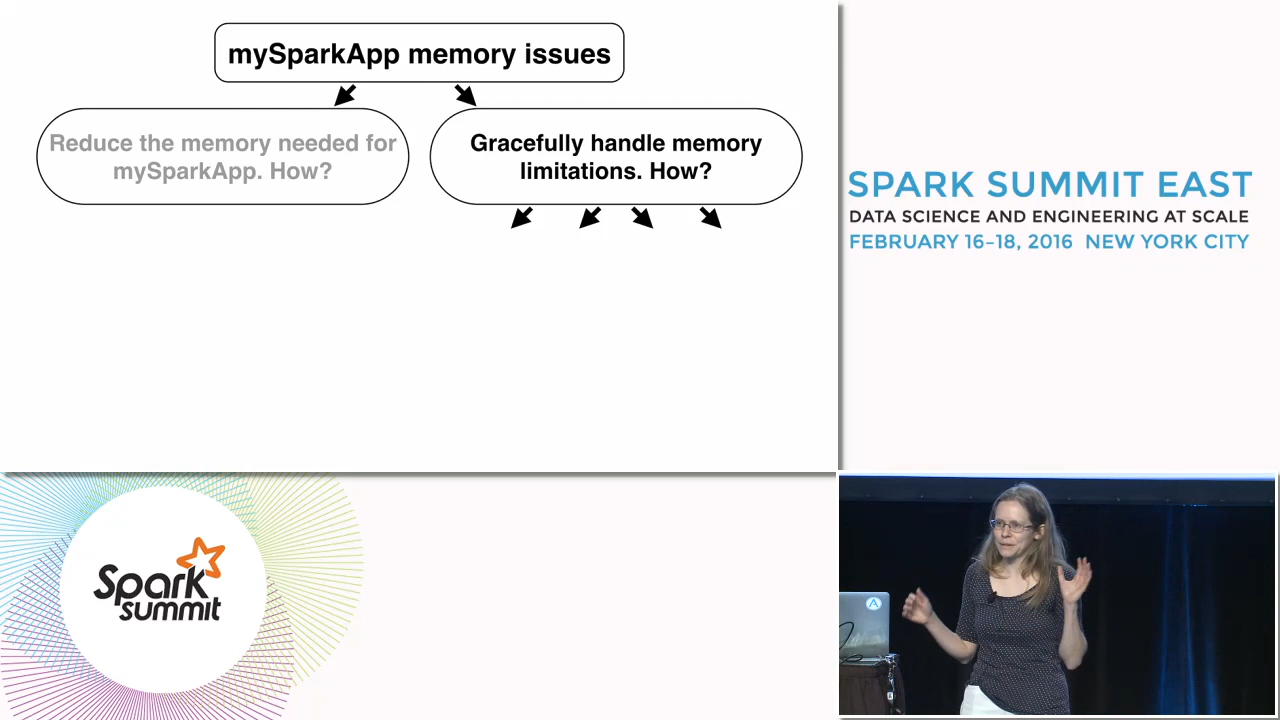 mySparkApp memory issues
Reduce the memory needed for
mySparkApp. How?
Gracefully handle memory
limitations. How?
SPARK SUMMIT EAST
DATA SCIENCE AND ENGINEERING AT SCALE
FEBRUARY 16–18, 2016 NEW YORK CITY
Spark
summit
A